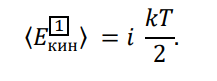 ⟨E_кин^[1]⟩ = i kT/2.